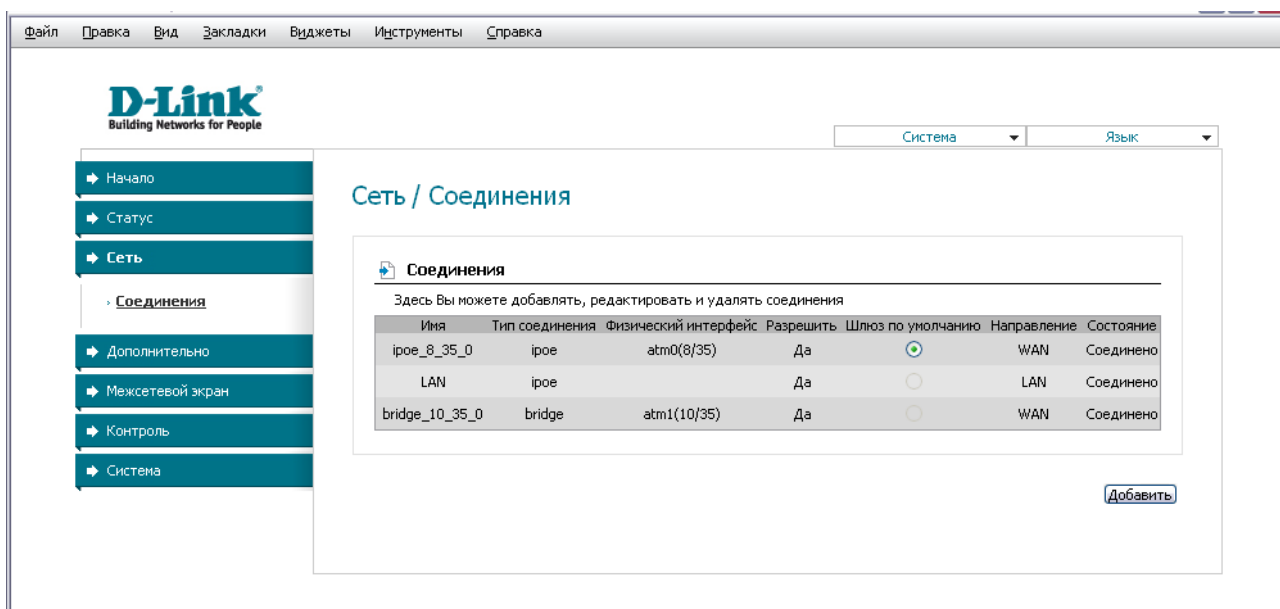 Файл Правка Вид Закладки Виджеты Инструменты Справка
D-Link
Building Networks for People
Система Язык
Начало
Статус
Сеть
Соединения
Дополнительно
Межсетевой экран
Контроль
Система
Сеть / Соединения
Соединения
Здесь Вы можете добавлять, редактировать и удалять соединения
Имя Тип соединения Физический интерфейс Разрешить Шлюз по умолчанию Направление Состояние
ipoe_8_35_0 ipoe atm0(8/35) Да WAN Соединено
LAN ipoe Да LAN Соединено
bridge_10_35_0 bridge atm1(10/35) Да WAN Соединено
Добавить